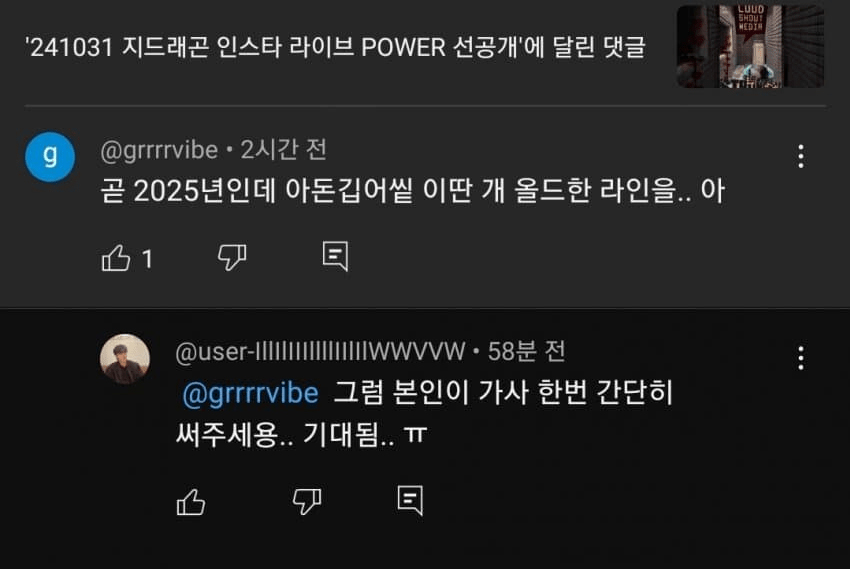 '241031 지드래곤 인스타 라이브 POWER 선공개'에 달린 댓글
LOUD
SHOUT
MEDIA
g
@grrrrvibe • 2시간 전
곧 2025년인데 아돈깁어씥 이딴 개 올드한 라인을.. 아
1
58분 전
@grrrrvibe 그럼 본인이 가사 한번 간단히
써주세용.. 기대됨.. ㅠ